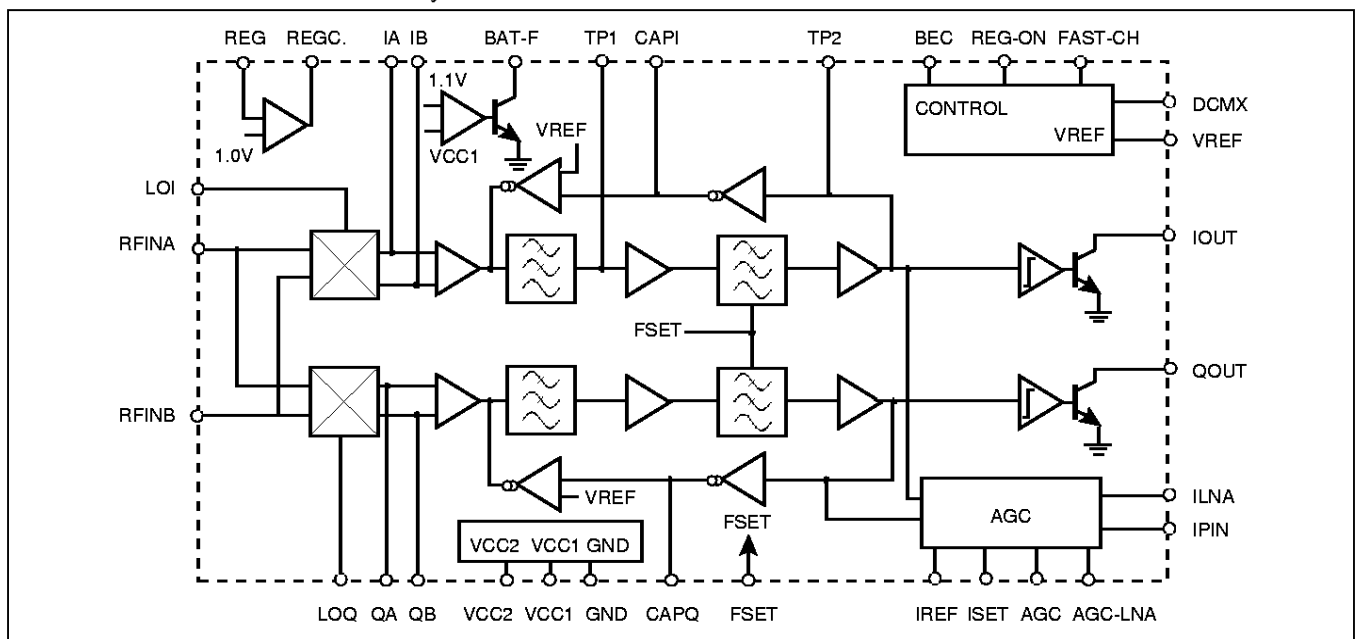 REG REGC. IA IB BAT-F TP1 CAPI TP2 BEC REG-ON FAST-CH
1.1V
CONTROL
DCMX
VREF
VREF
VREF
1.0V
VCC1
LOI
RFINA
IOUT
FSET
QOUT
RFINB
VREF
FSET
AGC
ILNA
IPIN
VCC2 VCC1 GND
LOQ QA QB VCC2 VCC1 GND CAPQ FSET IREF ISET AGC AGC-LNA